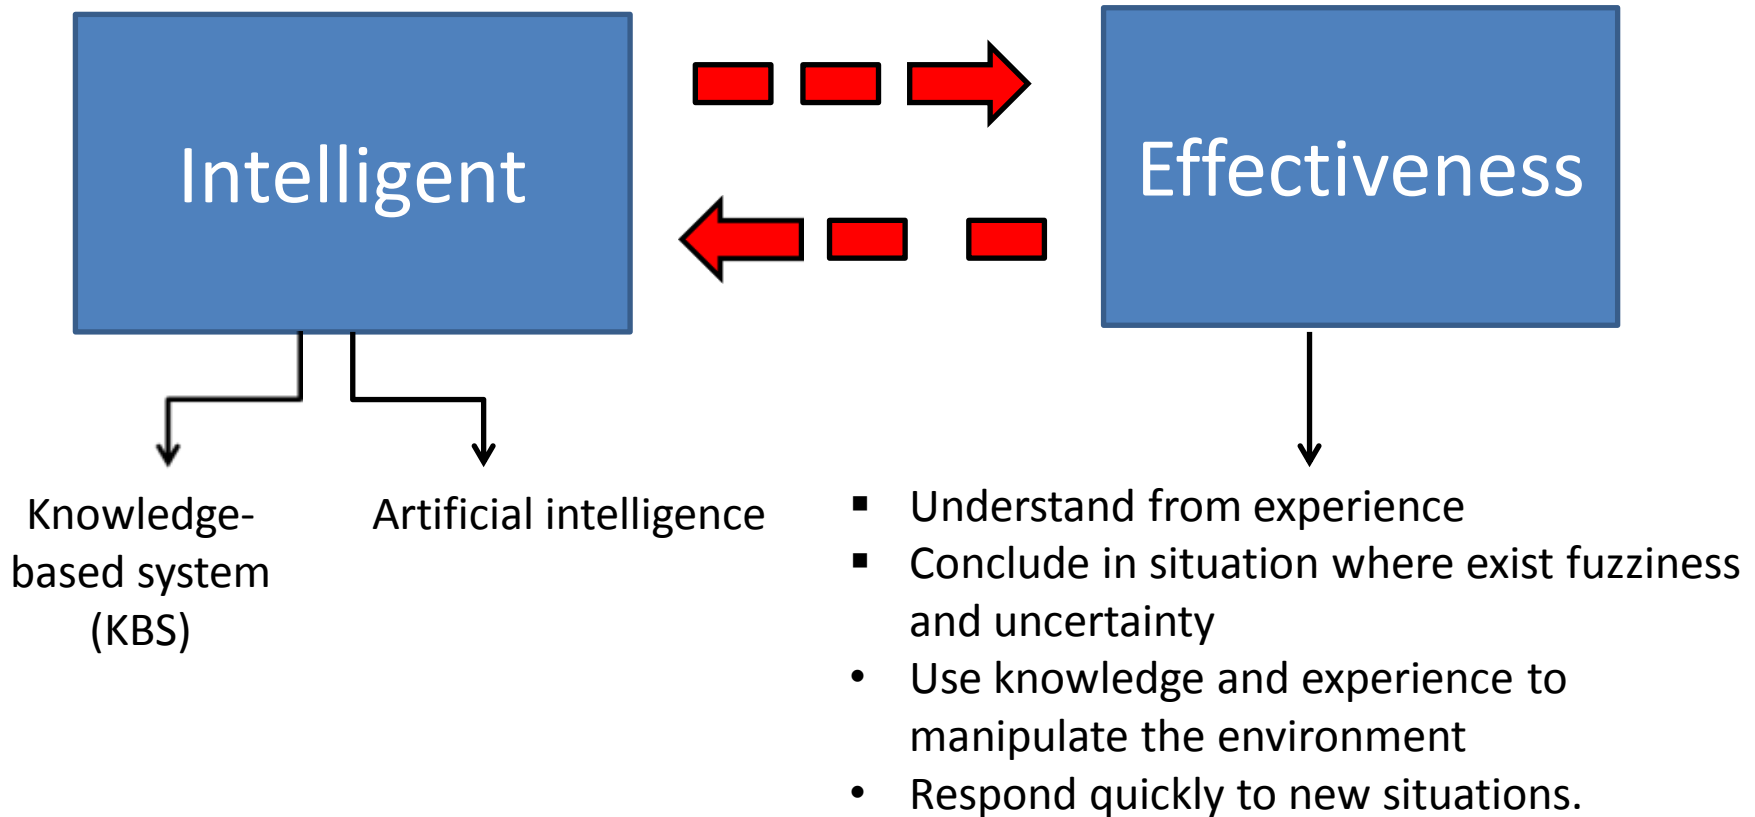 Intelligent
Effectiveness
Knowledge-
based system
(KBS)
Artificial intelligence
▪ Understand from experience
▪ Conclude in situation where exist fuzziness
and uncertainty
• Use knowledge and experience to
manipulate the environment
• Respond quickly to new situations.